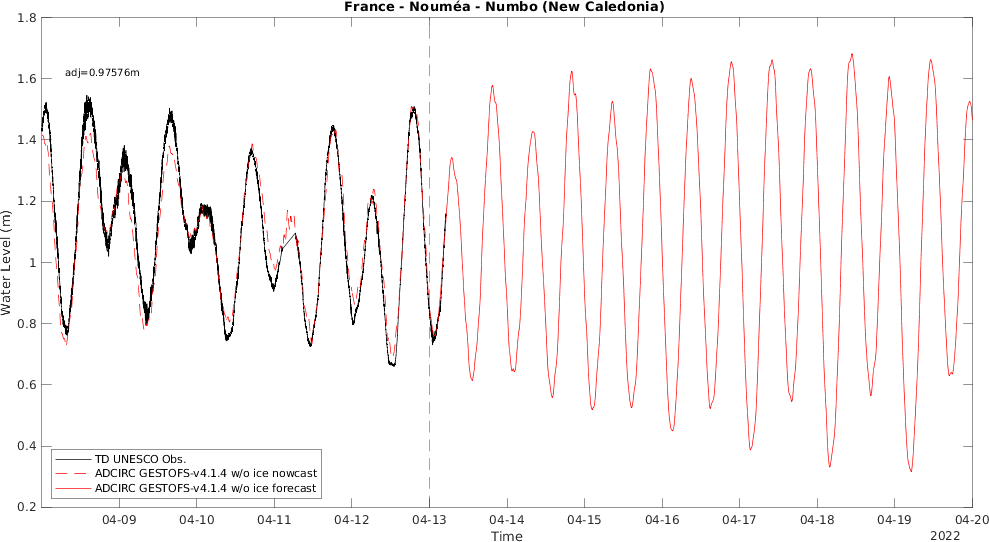 France - Nouméa - Numbo (New Caledonia)
adj=0.97576m
1.8
1.6
1.4
1.2
1
0.8
0.6
0.4
0.2
Water Level (m)
TD UNESCO Obs.
ADCIRC GESTOFS-v4.1.4 w/o ice nowcast
ADCIRC GESTOFS-v4.1.4 w/o ice forecast
04-09 04-10 04-11 04-12 04-13 04-14 04-15 04-16 04-17 04-18 04-19 04-20
Time
2022